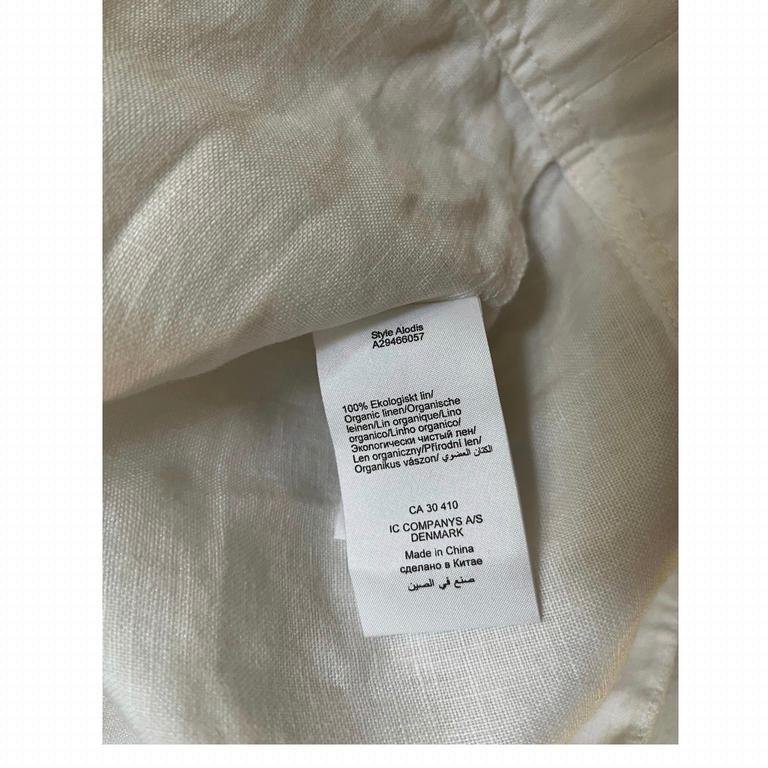 Style Alodis
A29466057
100% Ekologiskt lin/
Organic linen/Organische
leinen/Lin organique/Lino
organico/Linho organico/
Экологически чистый лен/
Len organiczny/Přírodní len/
Organikus vászon/ الكتان العضوي
CA 30 410
IC COMPANYS A/S
DENMARK
Made in China
сделано в Китае
صنع في الصين